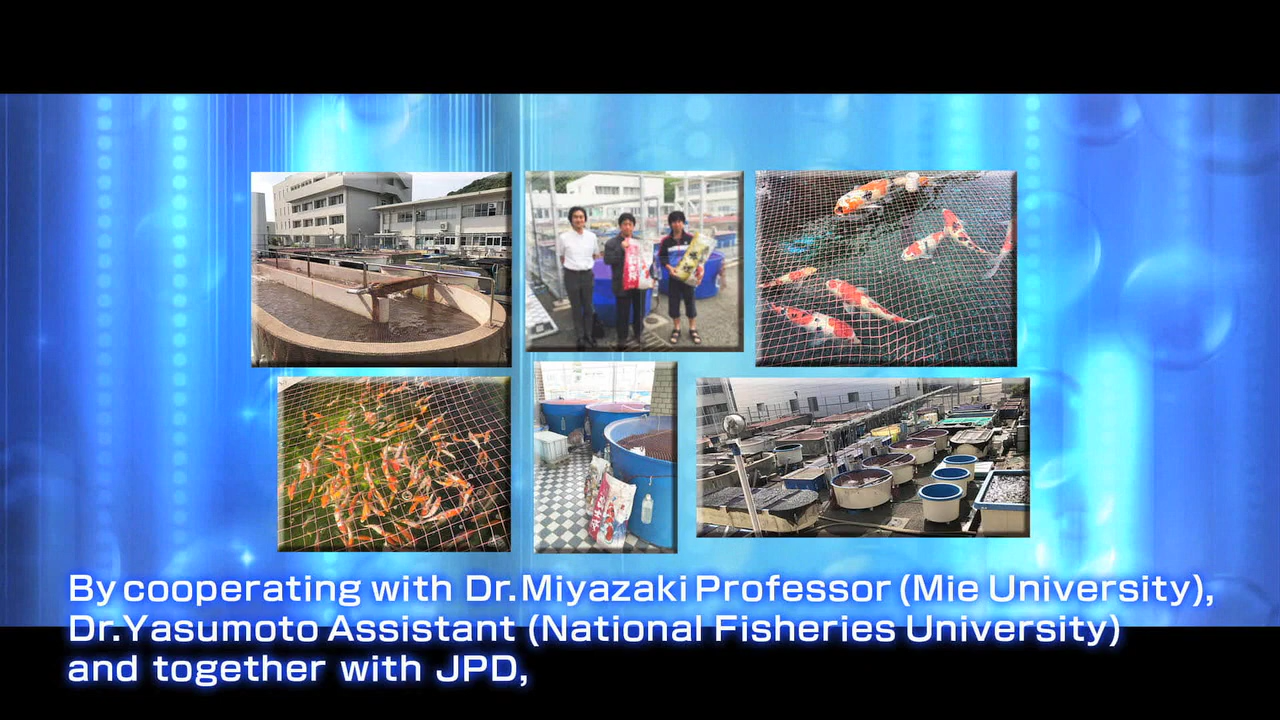 By cooperating with Dr.Miyazaki Professor (Mie University),
Dr.Yasumoto Assistant (National Fisheries University)
and together with JPD,